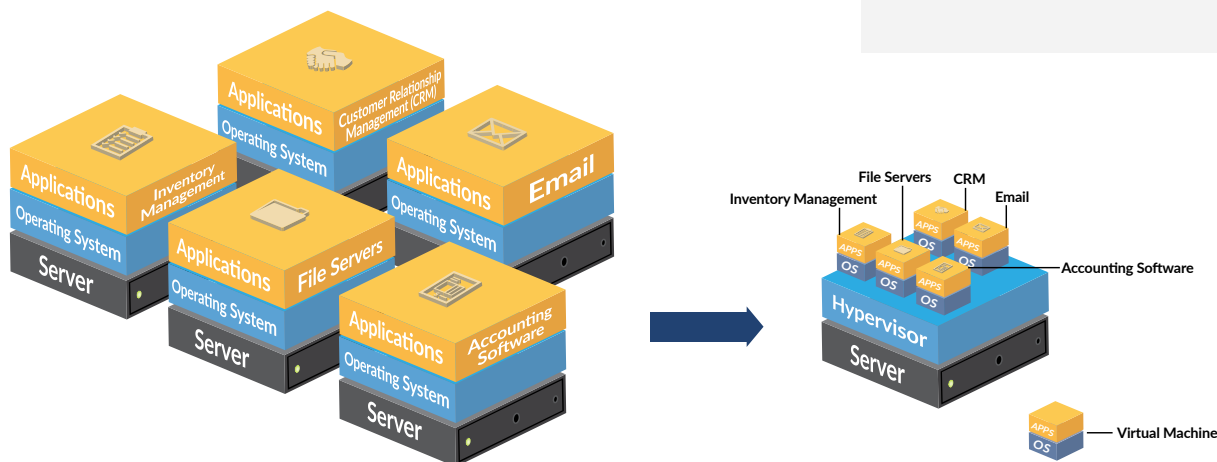 Applications
Customer Relationship
Management (CRM)
Operating System
Applications
Inventory
Management
Operating System
Server
Applications
Email
Operating System
Applications
File Servers
Operating System
Server
Applications
Accounting
Software
Operating System
Server
File Servers
CRM
Inventory Management
Email
APPS
OS
APPS
OS
APPS
OS
APPS
OS
APPS
OS
Accounting Software
Hypervisor
Server
APPS
OS
Virtual Machine